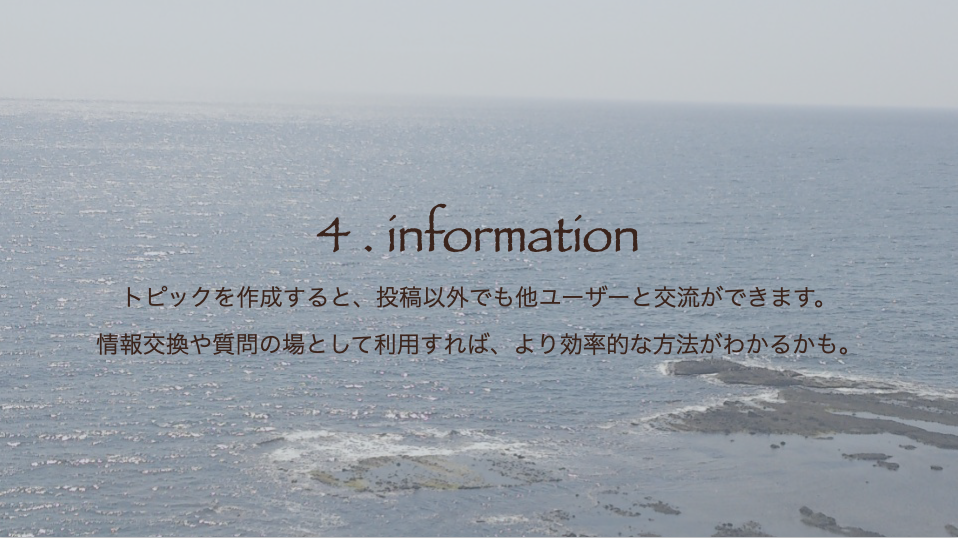 4 . information
トピックを作成すると、投稿以外でも他ユーザーと交流ができます。
情報交換や質問の場として利用すれば、より効率的な方法がわかるかも。